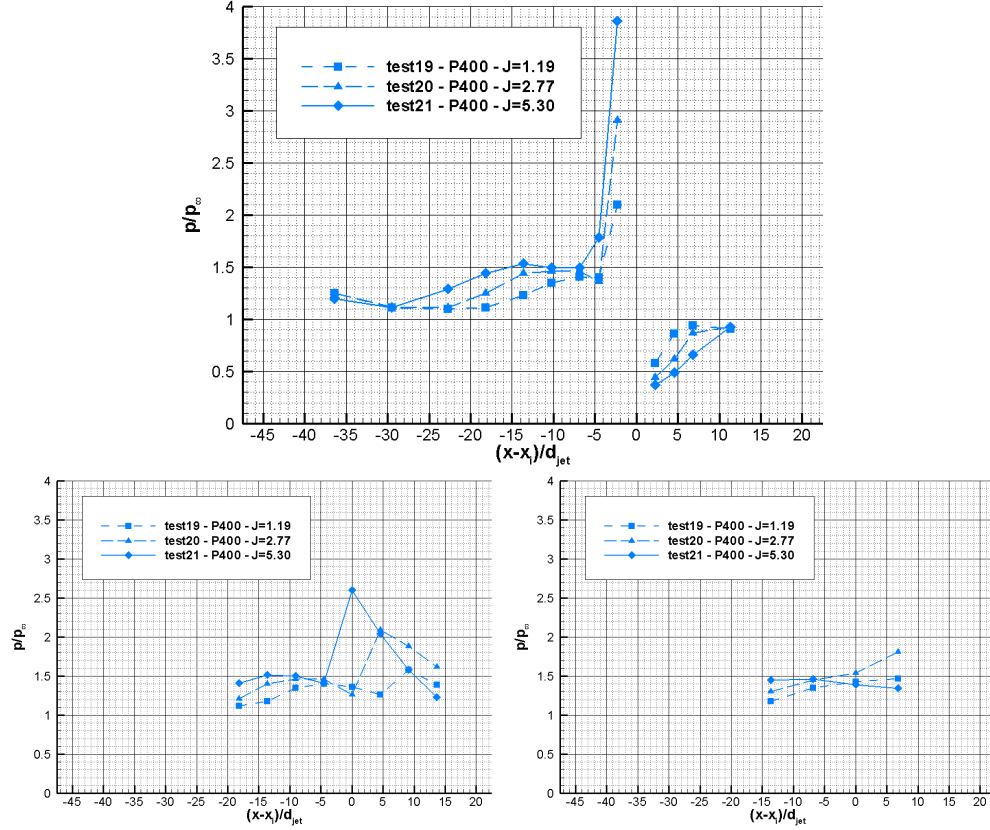 4
3.5
3
2.5
2
1.5
1
0.5
0
p/p∞
test19 - P400 - J=1.19
test20 - P400 - J=2.77
test21 - P400 - J=5.30
-45 -40 -35 -30 -25 -20 -15 -10 -5 0 5 10 15 20
(x-xj)/djet
4
3.5
3
2.5
2
1.5
1
0.5
0
p/p∞
test19 - P400 - J=1.19
test20 - P400 - J=2.77
test21 - P400 - J=5.30
-45 -40 -35 -30 -25 -20 -15 -10 -5 0 5 10 15 20
(x-xj)/djet
4
3.5
3
2.5
2
1.5
1
0.5
0
p/p∞
test19 - P400 - J=1.19
test20 - P400 - J=2.77
test21 - P400 - J=5.30
-45 -40 -35 -30 -25 -20 -15 -10 -5 0 5 10 15 20
(x-xj)/djet